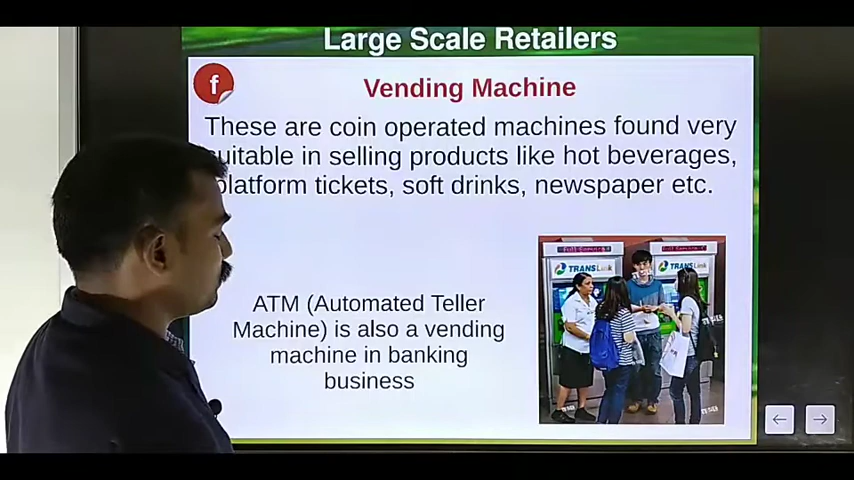 Large Scale Retailers
f
Vending Machine
These are coin operated machines found very
suitable in selling products like hot beverages,
platform tickets, soft drinks, newspaper etc.
ATM (Automated Teller
Machine) is also a vending
machine in banking
business
TRANSLink
TRANSLink